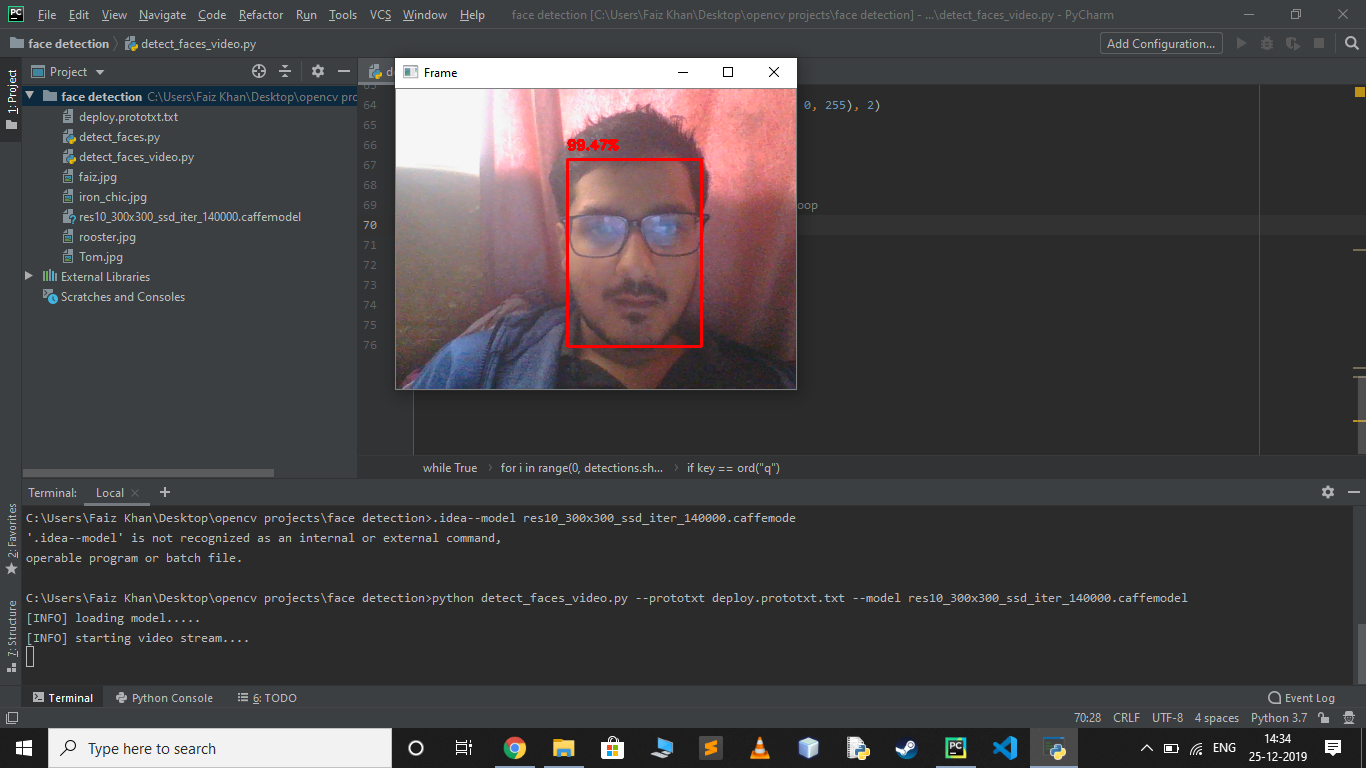 PC File Edit View Navigate Code Refactor Run Tools VCS Window Help face detection [C:\Users\Faiz Khan\Desktop\opencv projects\face detection] - ...\detect_faces_video.py - PyCharm
face detection detect_faces_video.py Add Configuration...
1: Project
Project
face detection C:\Users\Faiz Khan\Desktop\opencv pro
deploy.prototxt.txt
detect_faces.py
detect_faces_video.py
faiz.jpg
iron_chic.jpg
res10_300x300_ssd_iter_140000.caffemodel
rooster.jpg
Tom.jpg
External Libraries
Scratches and Consoles
Frame
99.47%
63
64 0, 255), 2)
65
66
67
68
69 oop
70
71
72
73
74
75
76
while True for i in range(0, detections.sh... if key == ord("q")
2: Favorites
7: Structure
Terminal: Local
C:\Users\Faiz Khan\Desktop\opencv projects\face detection>.idea--model res10_300x300_ssd_iter_140000.caffemode
'.idea--model' is not recognized as an internal or external command,
operable program or batch file.
C:\Users\Faiz Khan\Desktop\opencv projects\face detection>python detect_faces_video.py --prototxt deploy.prototxt.txt --model res10_300x300_ssd_iter_140000.caffemodel
[INFO] loading model.....
[INFO] starting video stream....
Terminal Python Console 6: TODO Event Log
70:28 CRLF UTF-8 4 spaces Python 3.7
Type here to search
PC
ENG
14:34
25-12-2019